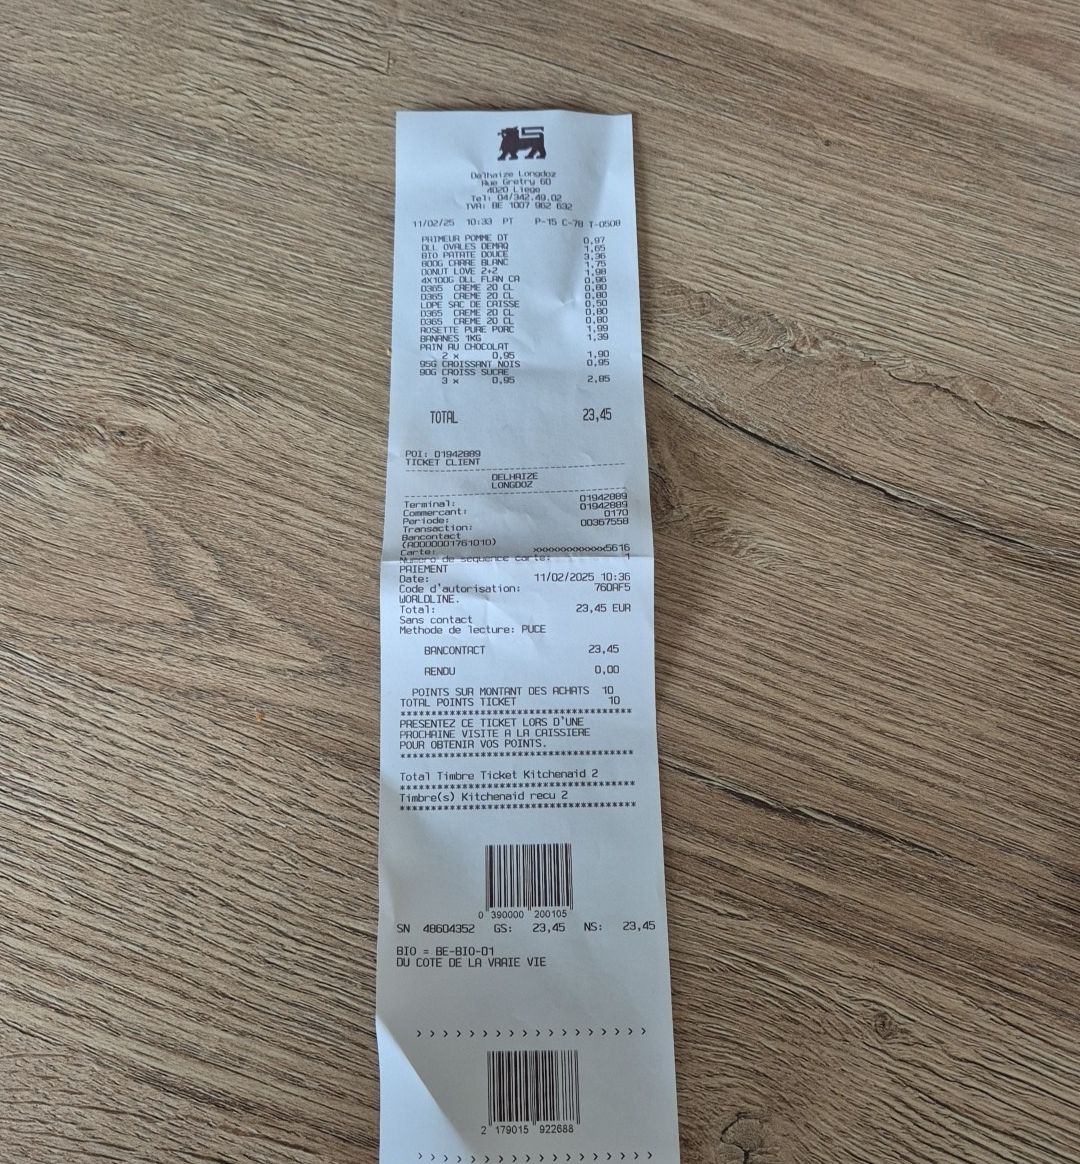 Delhaize Longdoz
Rue Gretry 60
4020 Liege
Tel: 04/342.49.02
TVA: BE 1007 962 632
11/02/25 10:33 PT P-15 C-78 T-0508
PRIMEUR POMME DT 0,97
DLL OVALES DEMAQ 1,65
BIO PATATE DOUCE 3,36
800G CARRE BLANC 1,75
DONUT LOVE 2+2 1,98
4X100G DLL FLAN CA 0,96
D365 CREME 20 CL 0,80
D365 CREME 20 CL 0,80
LDPE SAC DE CAISSE 0,50
D365 CREME 20 CL 0,80
D365 CREME 20 CL 0,80
ROSETTE PURE PORC 1,99
BANANES 1KG 1,39
PAIN AU CHOCOLAT
2 x 0,95 1,90
95G CROISSANT NOIS 0,95
90G CROISS SUCRE
3 x 0,95 2,85
TOTAL 23,45
POI: 01942889
TICKET CLIENT
DELHAIZE
LONGDOZ
Terminal: 01942889
Commercant: 01942889
Periode: 0170
Transaction: 00367558
Bancontact
(A0000001761010)
Carte: xxxxxxxxxxxxx5616
Numero de sequence carte: 1
PAIEMENT
Date: 11/02/2025 10:36
Code d'autorisation: 760AF5
WORLDLINE.
Total: 23,45 EUR
Sans contact
Methode de lecture: PUCE
BANCONTACT 23,45
RENDU 0,00
POINTS SUR MONTANT DES ACHATS 10
TOTAL POINTS TICKET 10
************************************
PRESENTEZ CE TICKET LORS D'UNE
PROCHAINE VISITE A LA CAISSIERE
POUR OBTENIR VOS POINTS.
************************************
Total Timbre Ticket Kitchenaid 2
************************************
Timbre(s) Kitchenaid recu 2
************************************
0 390000 200105
SN 48604352 GS: 23,45 NS: 23,45
BIO = BE-BIO-01
DU COTE DE LA VRAIE VIE
> > > > > > > > > > > > > > > > > >
2 179015 922688
> > > > > > > > > > > > > > > > > >